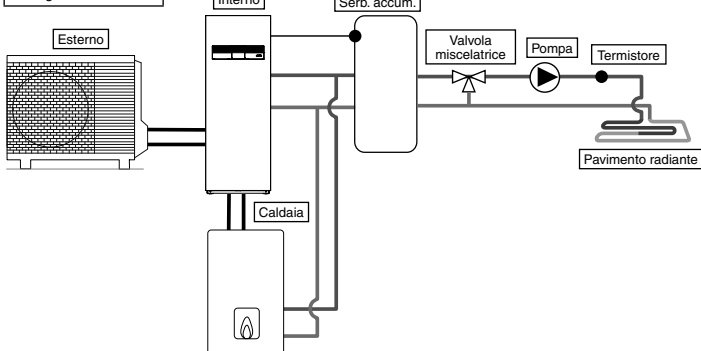 Interno
Serb. accum.
Esterno
Valvola
miscelatrice
Pompa
Termistore
Pavimento radiante
Caldaia